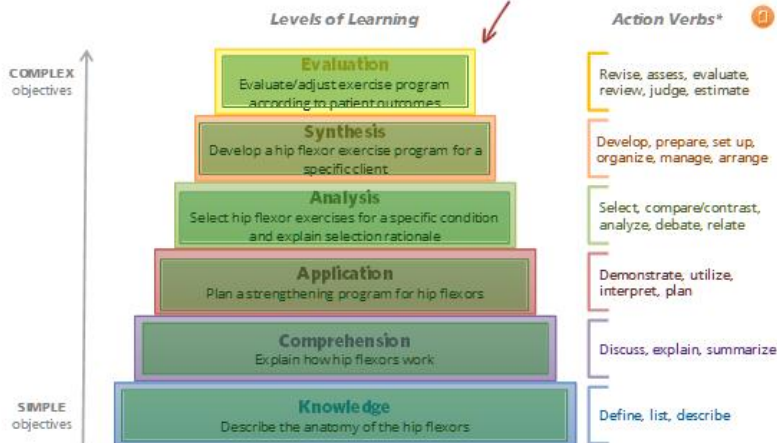 Levels of Learning
Action Verbs*
COMPLEX
objectives
Evaluation
Evaluate/adjust exercise program
according to patient outcomes
Revise, assess, evaluate,
review, judge, estimate
Synthesis
Develop a hip flexor exercise program for a
specific client
Develop, prepare, set up,
organize, manage, arrange
Analysis
Select hip flexor exercises for a specific condition
and explain selection rationale
Select, compare/contrast,
analyze, debate, relate
Application
Plan a strengthening program for hip flexors
Demonstrate, utilize,
interpret, plan
Comprehension
Explain how hip flexors work
Discuss, explain, summarize
SIMPLE
objectives
Knowledge
Describe the anatomy of the hip flexors
Define, list, describe